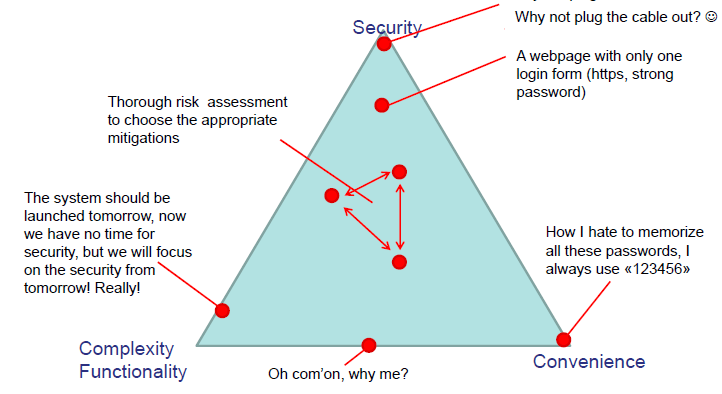 Why not plug the cable out? ☺
Security
A webpage with only one
login form (https, strong
password)
Thorough risk assessment
to choose the appropriate
mitigations
The system should be
launched tomorrow, now
we have no time for
security, but we will focus
on the security from
tomorrow! Really!
How I hate to memorize
all these passwords, I
always use «123456»
Complexity
Functionality
Oh com'on, why me?
Convenience